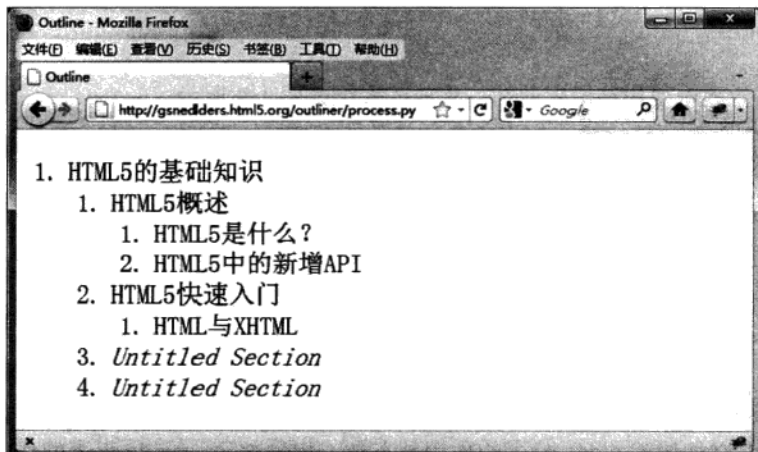 Outline - Mozilla Firefox
文件(F) 编辑(E) 查看(V) 历史(S) 书签(B) 工具(T) 帮助(H)
Outline
http://gsnedders.html5.org/outliner/process.py Google
1. HTML5的基础知识
1. HTML5概述
1. HTML5是什么？
2. HTML5中的新增API
2. HTML5快速入门
1. HTML与XHTML
3. Untitled Section
4. Untitled Section